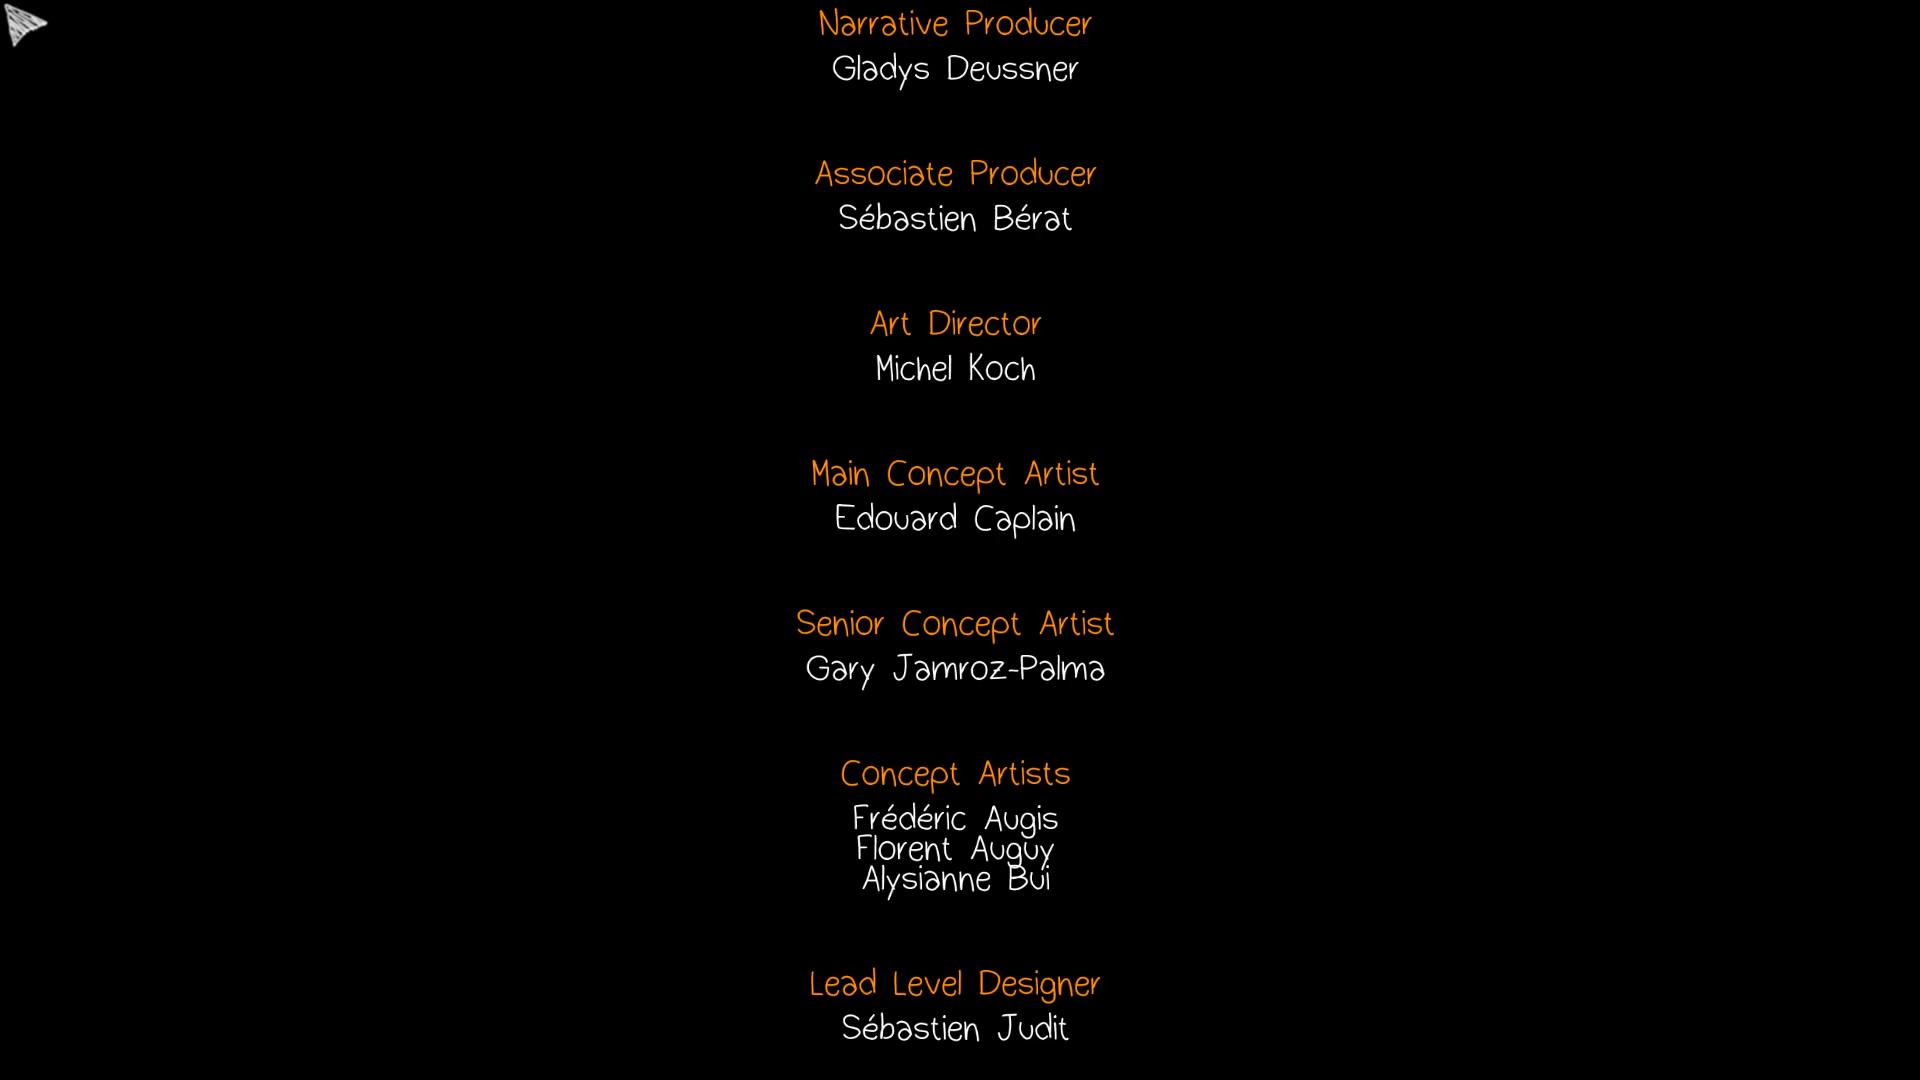 Narrative Producer
Gladys Deussner
Associate Producer
Sébastien Bérat
Art Director
Michel Koch
Main Concept Artist
Edouard Caplain
Senior Concept Artist
Gary Jamroz-Palma
Concept Artists
Frédéric Augis
Florent Auguy
Alysianne Bui
Lead Level Designer
Sébastien Judit